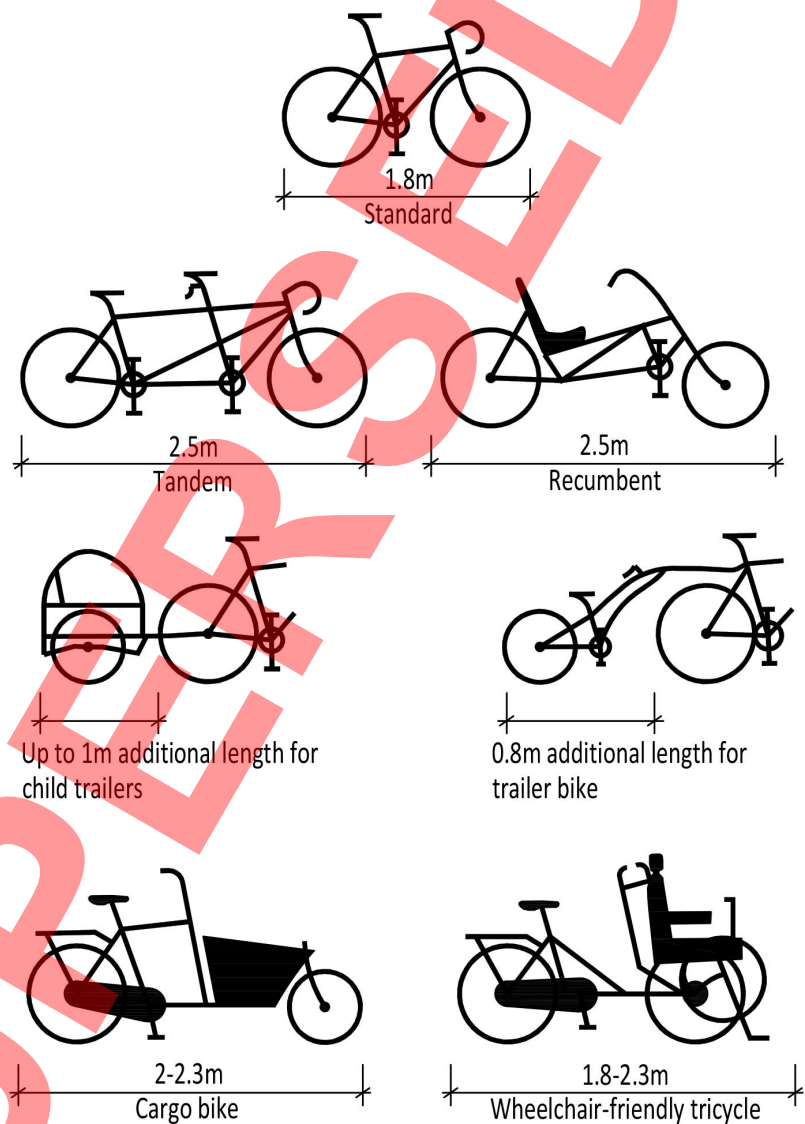 1.8m
Standard
2.5m
Tandem
2.5m
Recumbent
Up to 1m additional length for
child trailers
0.8m additional length for
trailer bike
2-2.3m
Cargo bike
1.8-2.3m
Wheelchair-friendly tricycle
PERSED